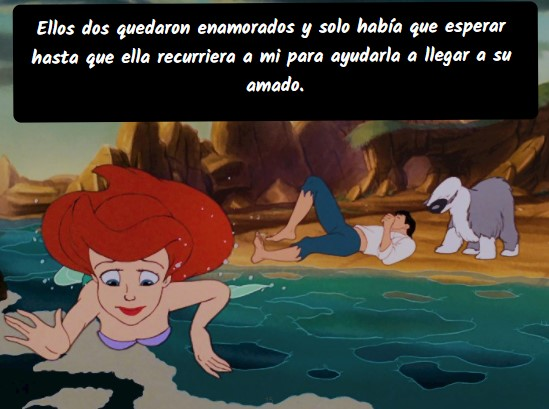 Ellos dos quedaron enamorados y solo había que esperar
hasta que ella recurriera a mi para ayudarla a llegar a su
amado.